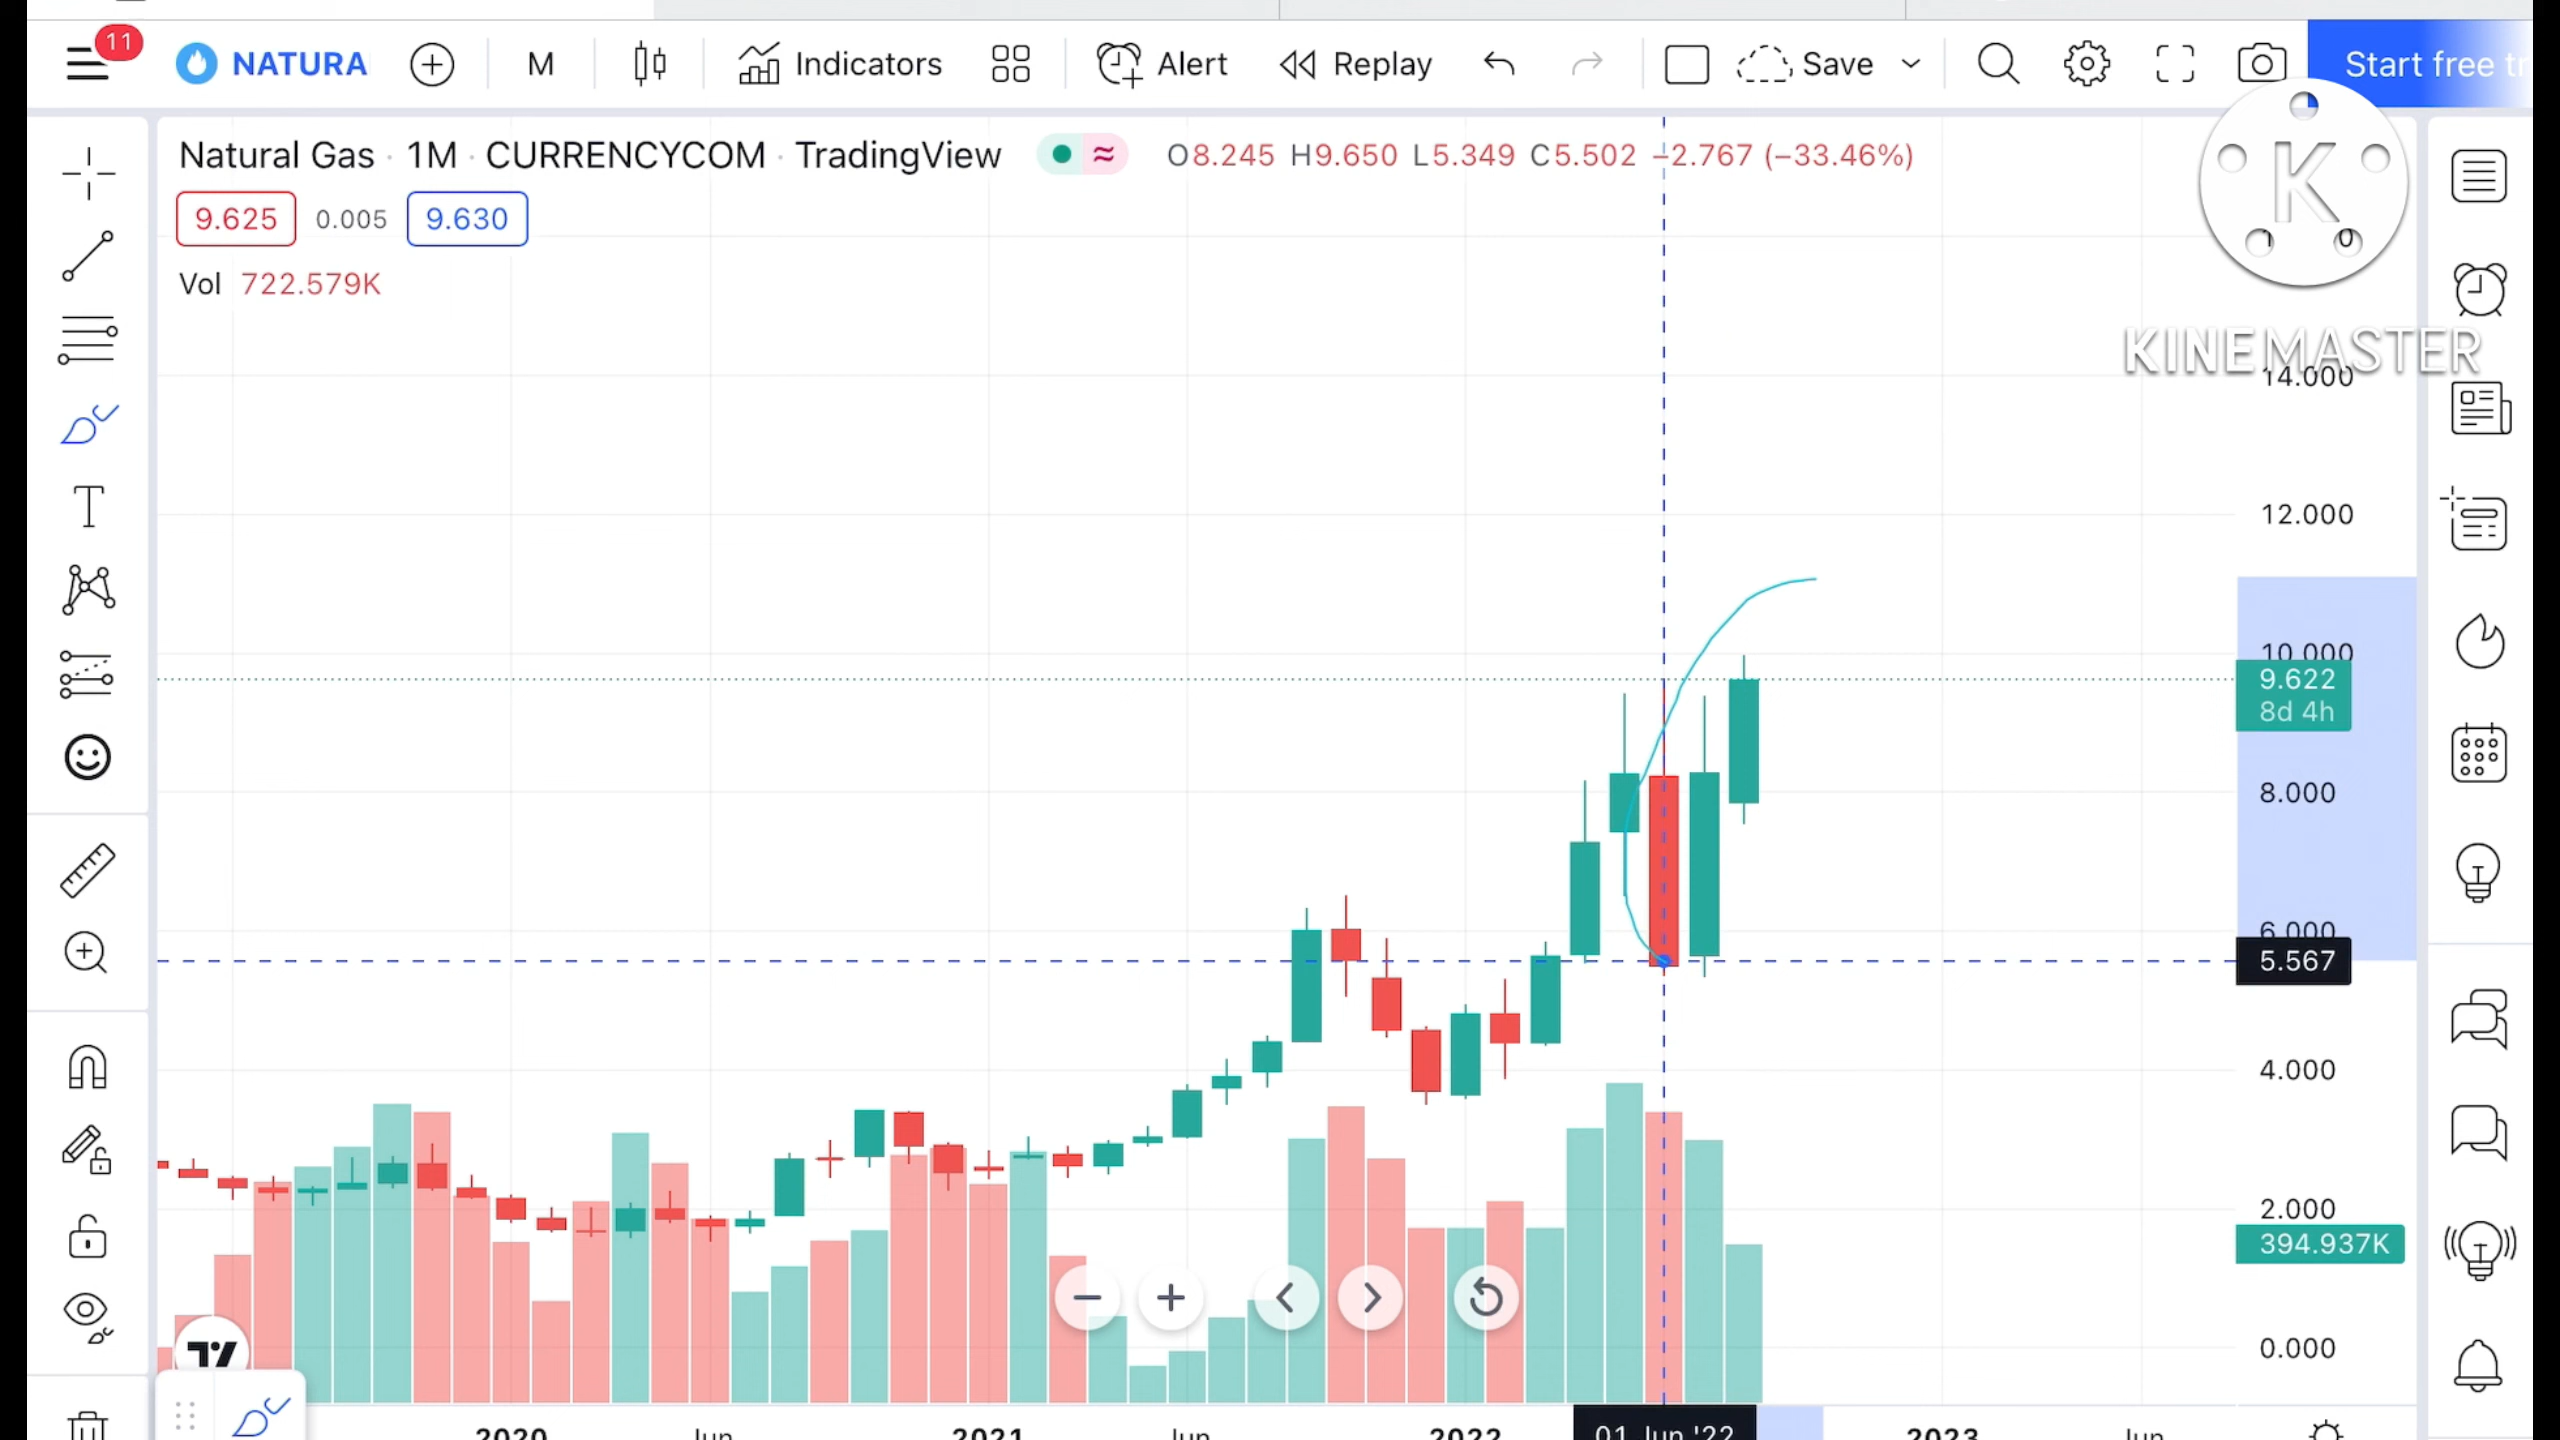 11
NATURA
M
Indicators
Alert
Replay
Save
Start free tr
Natural Gas · 1M · CURRENCYCOM · TradingView
O8.245 H9.650 L5.349 C5.502 −2.767 (−33.46%)
9.625 0.005 9.630
Vol 722.579K
K
KINEMASTER
14.000
12.000
10.000
9.622
8d 4h
8.000
6.000
5.567
4.000
2.000
394.937K
0.000
2020 Jun 2021 Jun 2022 01 Jun '22 2023 Jun